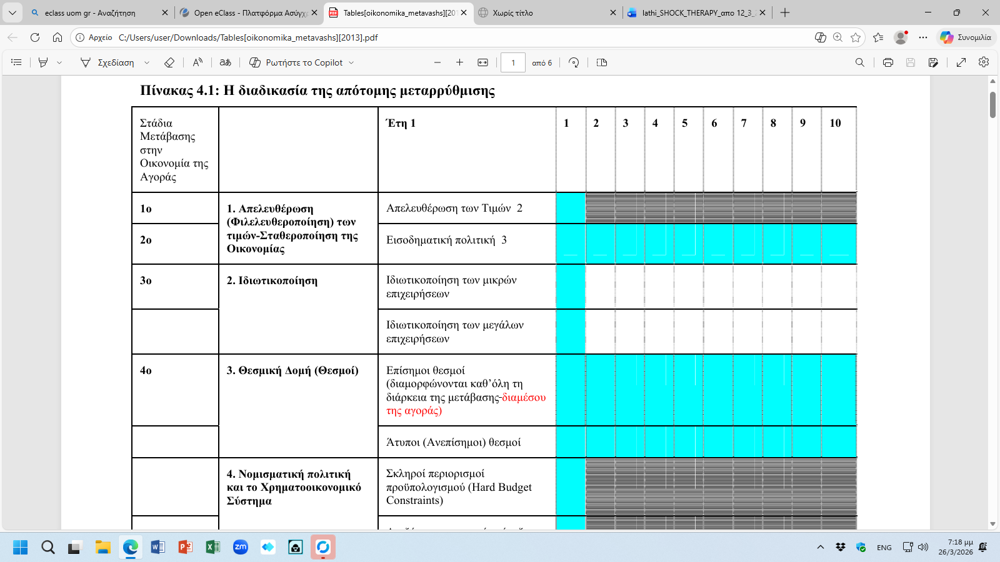 eclass uom gr - Αναζήτηση
Open eClass - Πλατφόρμα Ασύγχρ
Tables[oikonomika_metavashs][201
Χωρίς τίτλο
lathi_SHOCK_THERAPY_απο 12_3_
Αρχείο C:/Users/user/Downloads/Tables[oikonomika_metavashs][2013].pdf
Συνομιλία
Σχεδίαση
aあ
Ρωτήστε το Copilot
1 από 6
Πίνακας 4.1: Η διαδικασία της απότομης μεταρρύθμισης
Στάδια
Μετάβασης
στην
Οικονομία της
Αγοράς
Έτη 1
1 2 3 4 5 6 7 8 9 10
1ο
1. Απελευθέρωση
(Φιλελευθεροποίηση) των
τιμών-Σταθεροποίηση της
Οικονομίας
Απελευθέρωση των Τιμών 2
2ο
Εισοδηματική πολιτική 3
3ο
2. Ιδιωτικοποίηση
Ιδιωτικοποίηση των μικρών
επιχειρήσεων
Ιδιωτικοποίηση των μεγάλων
επιχειρήσεων
4ο
3. Θεσμική Δομή (Θεσμοί)
Επίσημοι θεσμοί
(διαμορφώνονται καθ’όλη τη
διάρκεια της μετάβασης-διαμέσου
της αγοράς)
Άτυποι (Ανεπίσημοι) θεσμοί
4. Νομισματική πολιτική
και το Χρηματοοικονομικό
Σύστημα
Σκληροί περιορισμοί
προϋπολογισμού (Hard Budget
Constraints)
ENG
7:18 μμ
26/3/2026